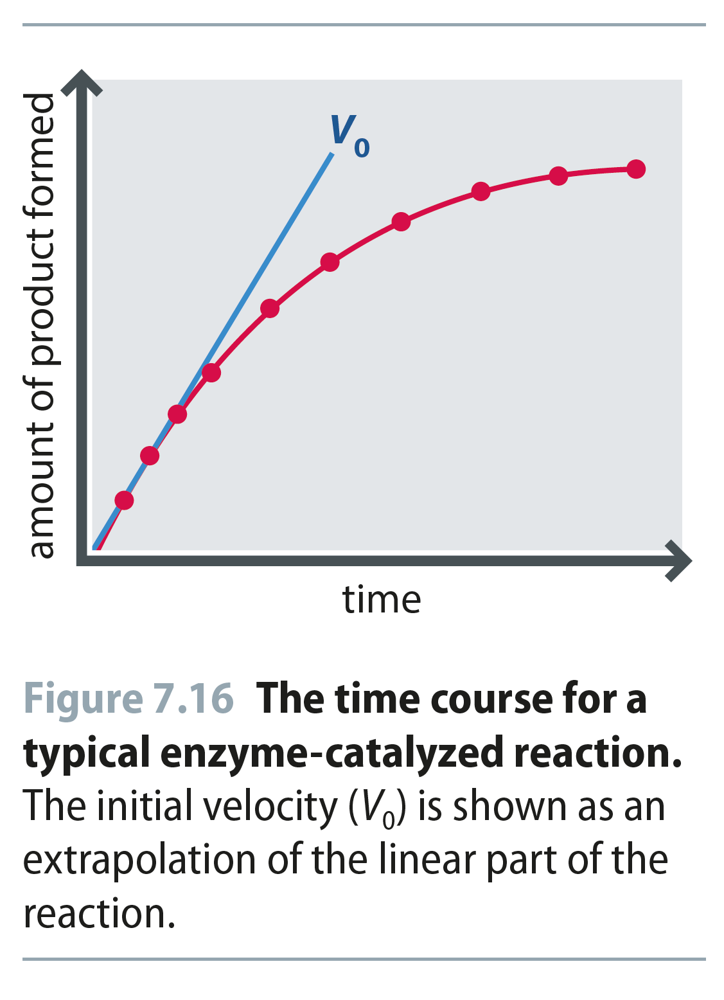 amount of product formed
V0
time
Figure 7.16 The time course for a
typical enzyme-catalyzed reaction.
The initial velocity (V0) is shown as an
extrapolation of the linear part of the
reaction.